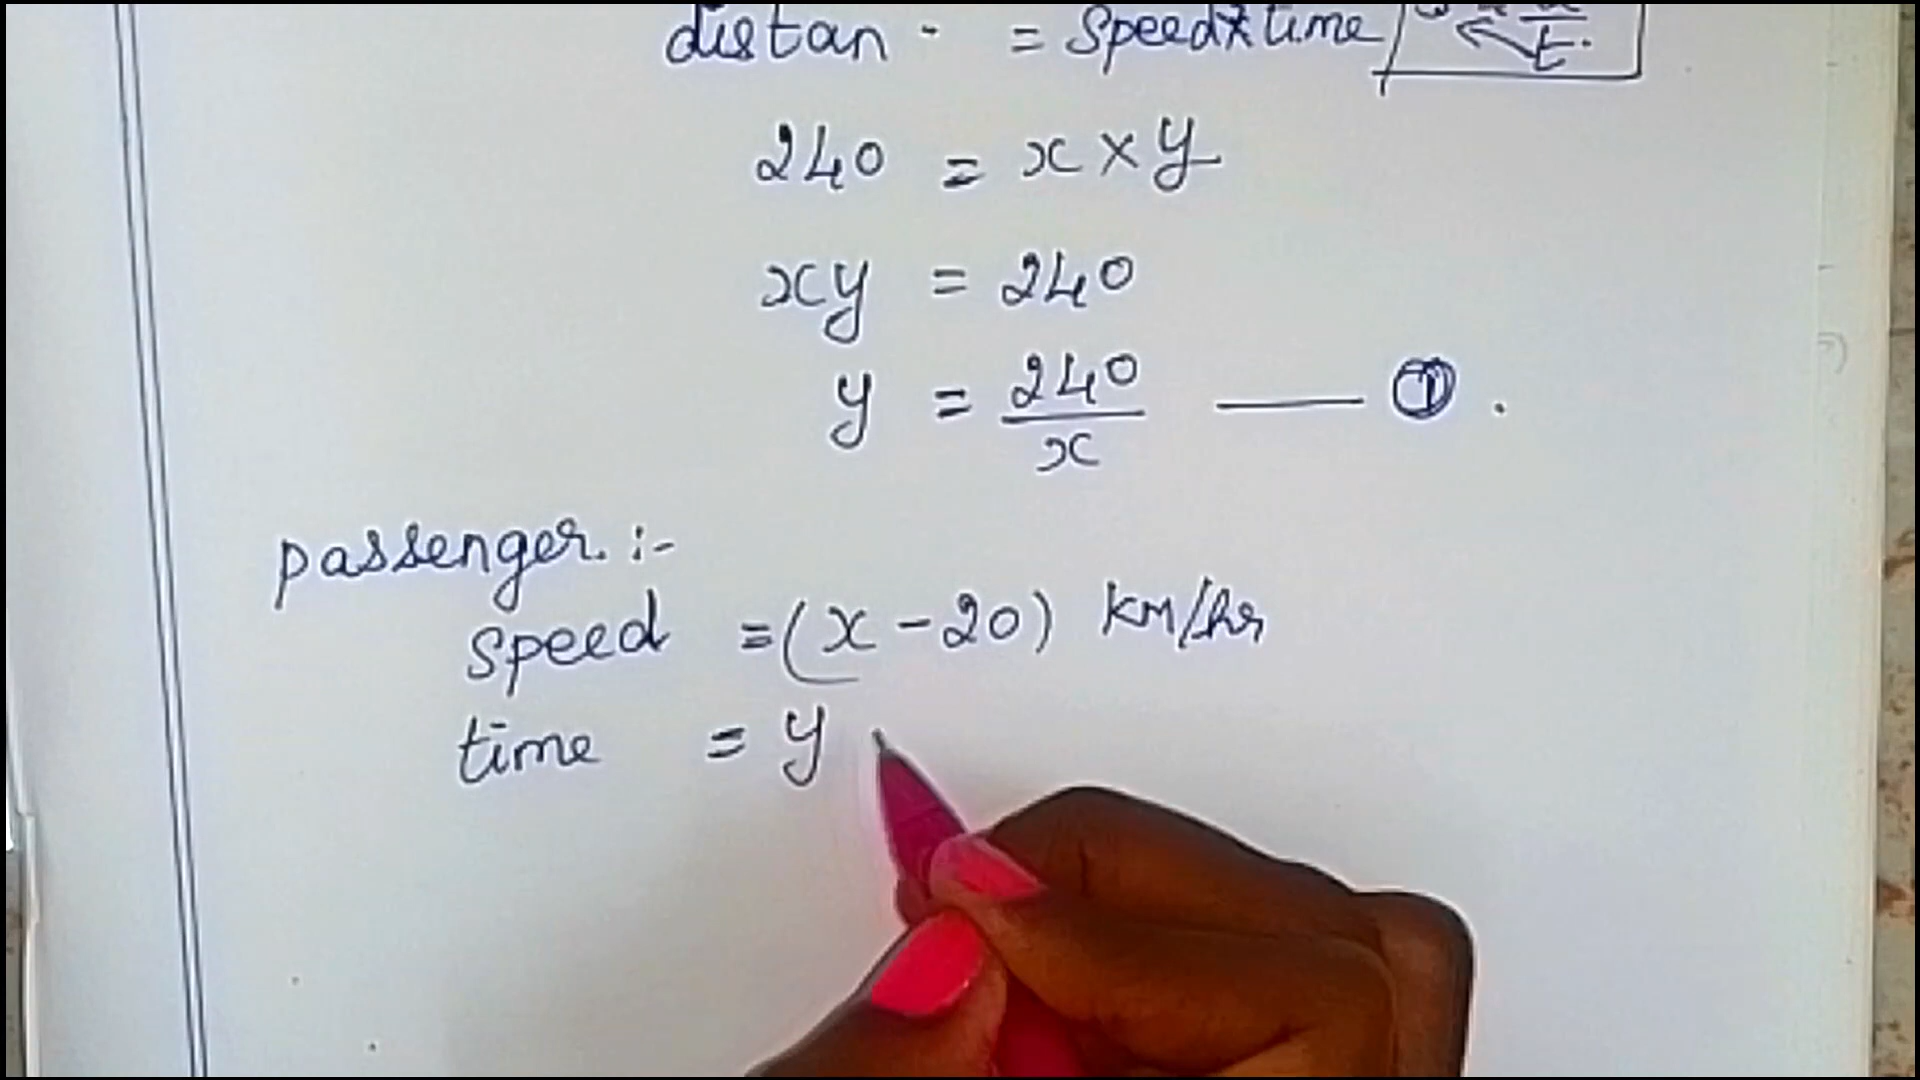 distan = Speed × time
t.
240 = x × y
xy = 240
y = 240/x —— ①.
passenger. :-
speed = (x - 20) KM/hr
time = y